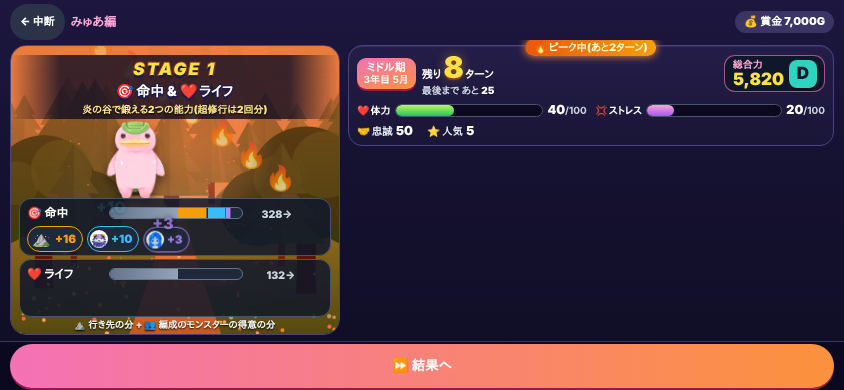 ← 中断 みゅあ編
💰 賞金 7,000G
STAGE 1
🎯 命中 & ❤️ ライフ
炎の谷で鍛える2つの能力(超修行は2回分)
+10
🎯 命中 328→
+3
+16 +10 +3
❤️ ライフ 132→
⛰️ 行き先の分 + 👥 編成のモンスターの得意の分
🔥 ピーク中(あと2ターン)
ミドル期
3年目 5月
残り8ターン
最後まで あと 25
総合力
5,820 D
❤️ 体力 40/100 💢 ストレス 20/100
🤝 忠誠 50 ⭐ 人気 5
⏩ 結果へ